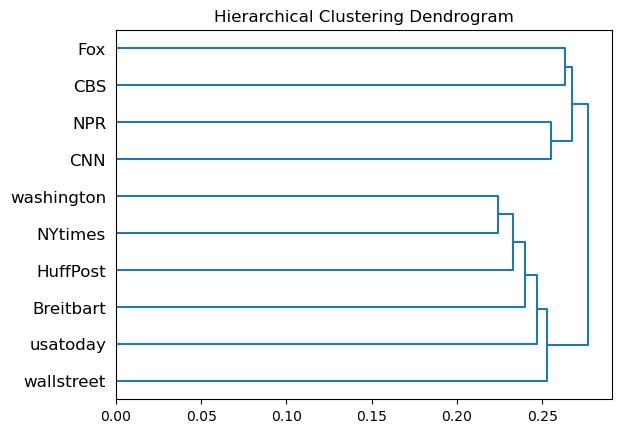 Hierarchical Clustering Dendrogram
Fox
CBS
NPR
CNN
washington
NYtimes
HuffPost
Breitbart
usatoday
wallstreet
0.00 0.05 0.10 0.15 0.20 0.25